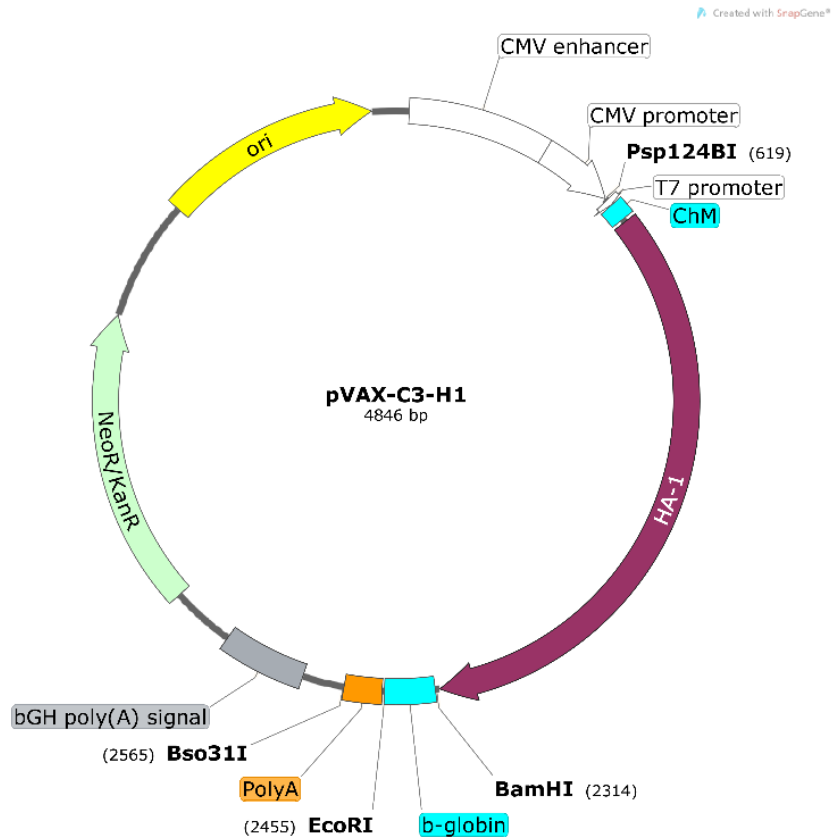 Created with SnapGene®
CMV enhancer
CMV promoter
Psp124BI (619)
T7 promoter
ChM
ori
HA-1
NeoR/KanR
pVAX-C3-H1
4846 bp
bGH poly(A) signal
(2565) Bso31I
PolyA
BamHI (2314)
(2455) EcoRI
b-globin